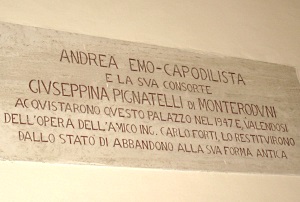 ANDREA EMO-CAPODILISTA
E LA SVA CONSORTE
GIVSEPPINA PIGNATELLI DI MONTERODVNI
ACQVISTARONO QVESTO PALAZZO NEL 1947 E, VALENDOSI
DELL'OPERA DELL'AMICO ING. CARLO FORTI, LO RESTITVIRONO
DALLO STATO DI ABBANDONO ALLA SVA FORMA ANTICA